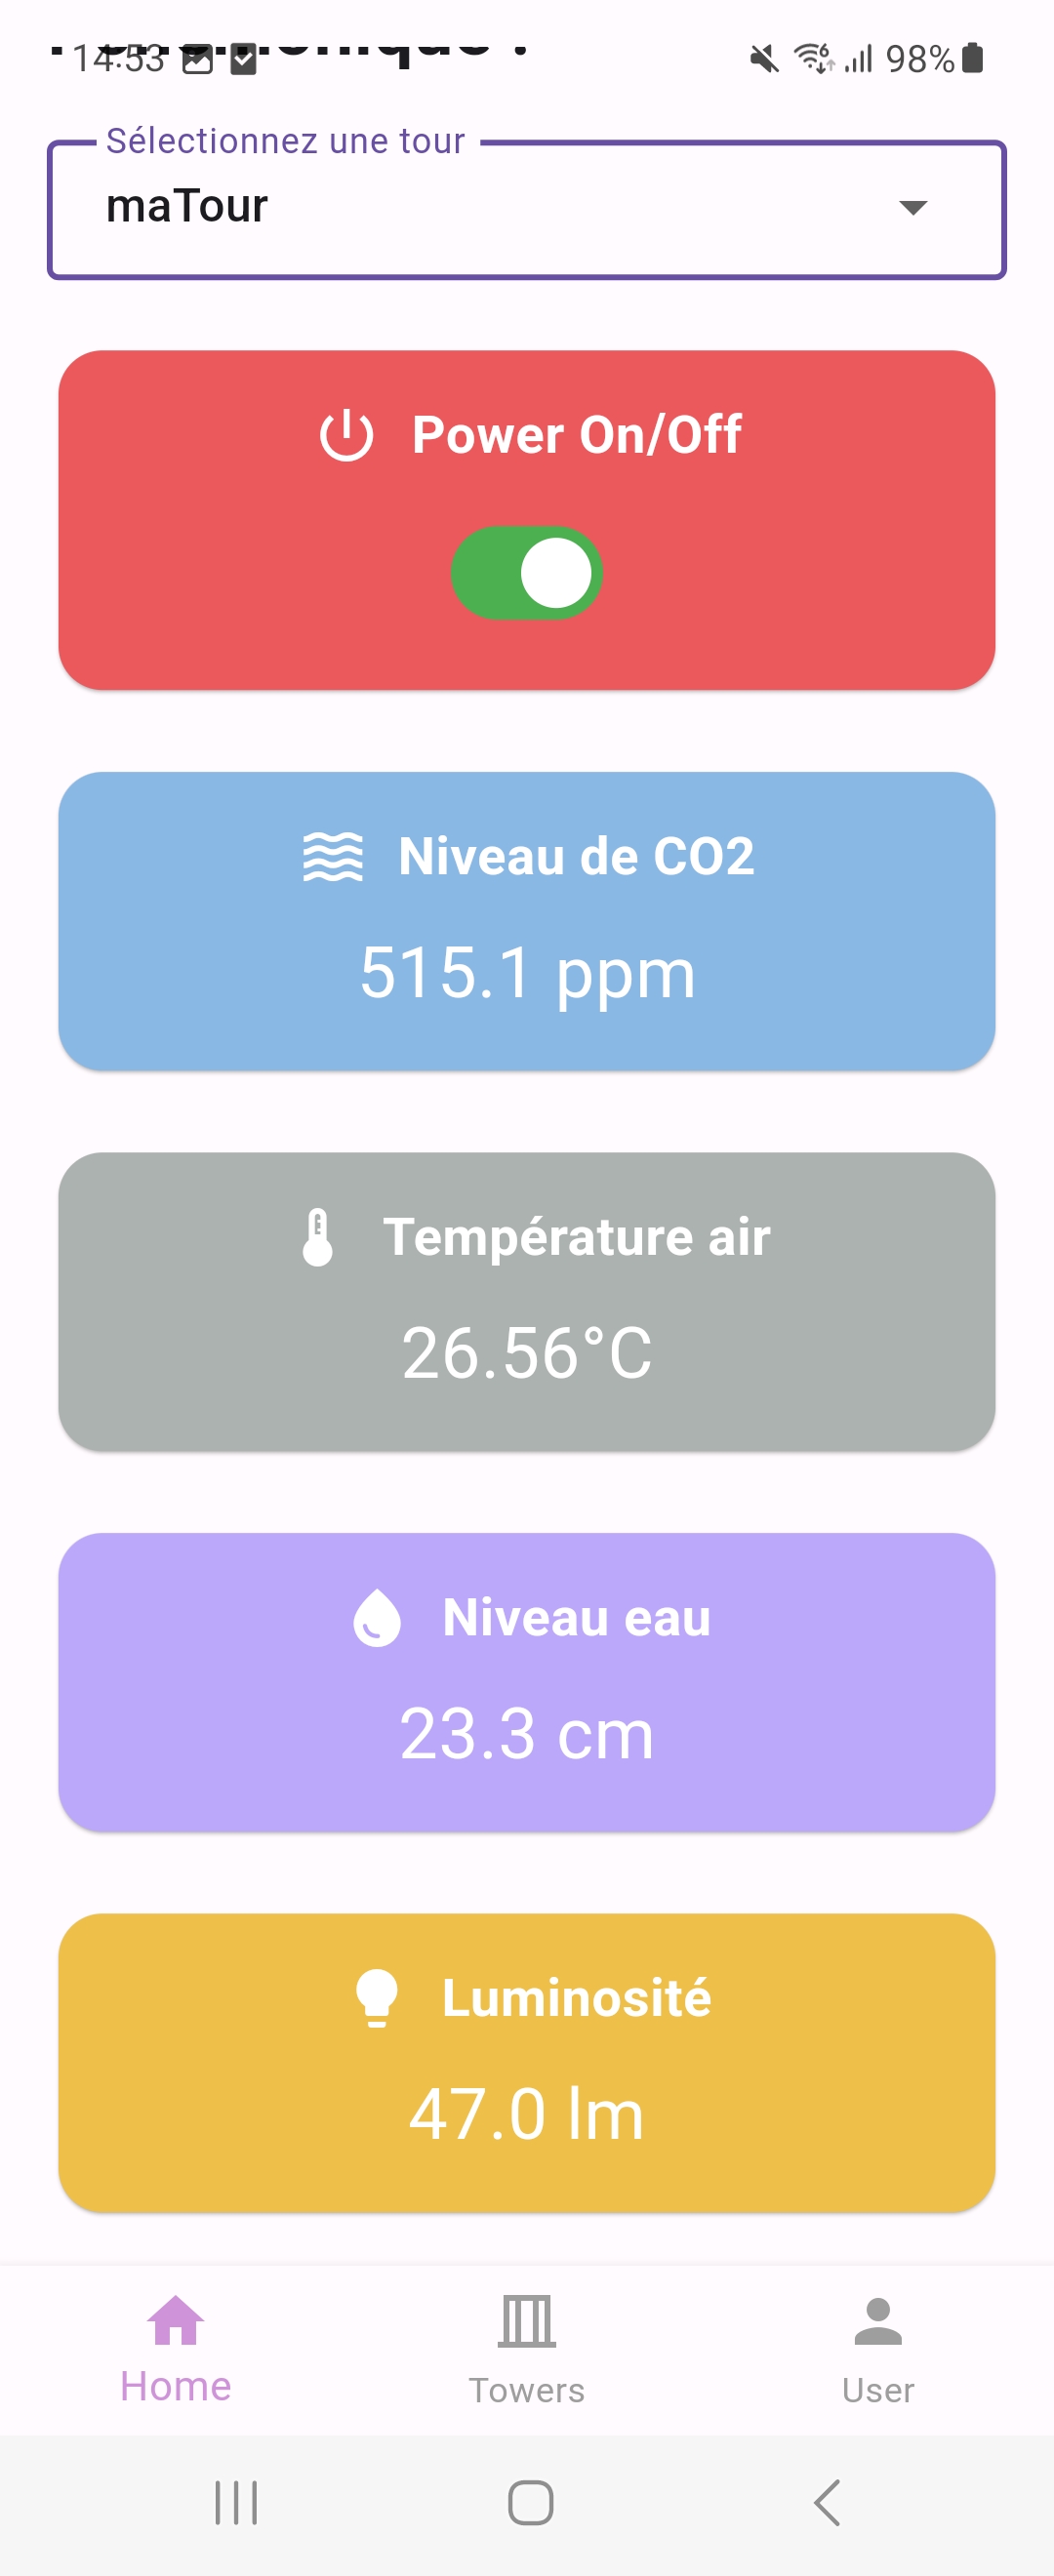 14:53
98%
Sélectionnez une tour
maTour
Power On/Off
Niveau de CO2
515.1 ppm
Température air
26.56°C
Niveau eau
23.3 cm
Luminosité
47.0 lm
Home
Towers
User